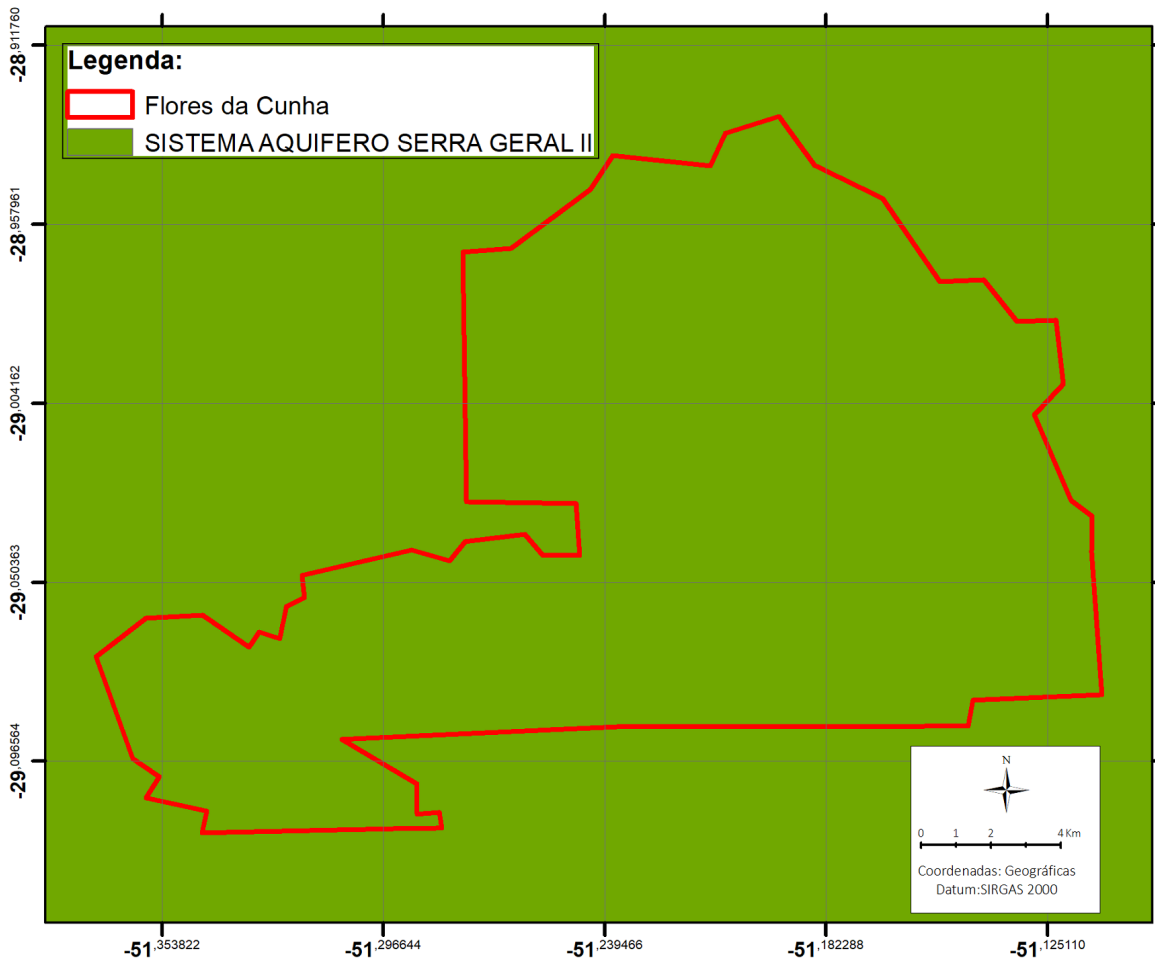 Legenda:
Flores da Cunha
SISTEMA AQUIFERO SERRA GERAL II
-28,911760
-28,957961
-29,004162
-29,050363
-29,096564
N
0 1 2 4 Km
Coordenadas: Geográficas
Datum:SIRGAS 2000
-51,353822 -51,296644 -51,239466 -51,182288 -51,125110